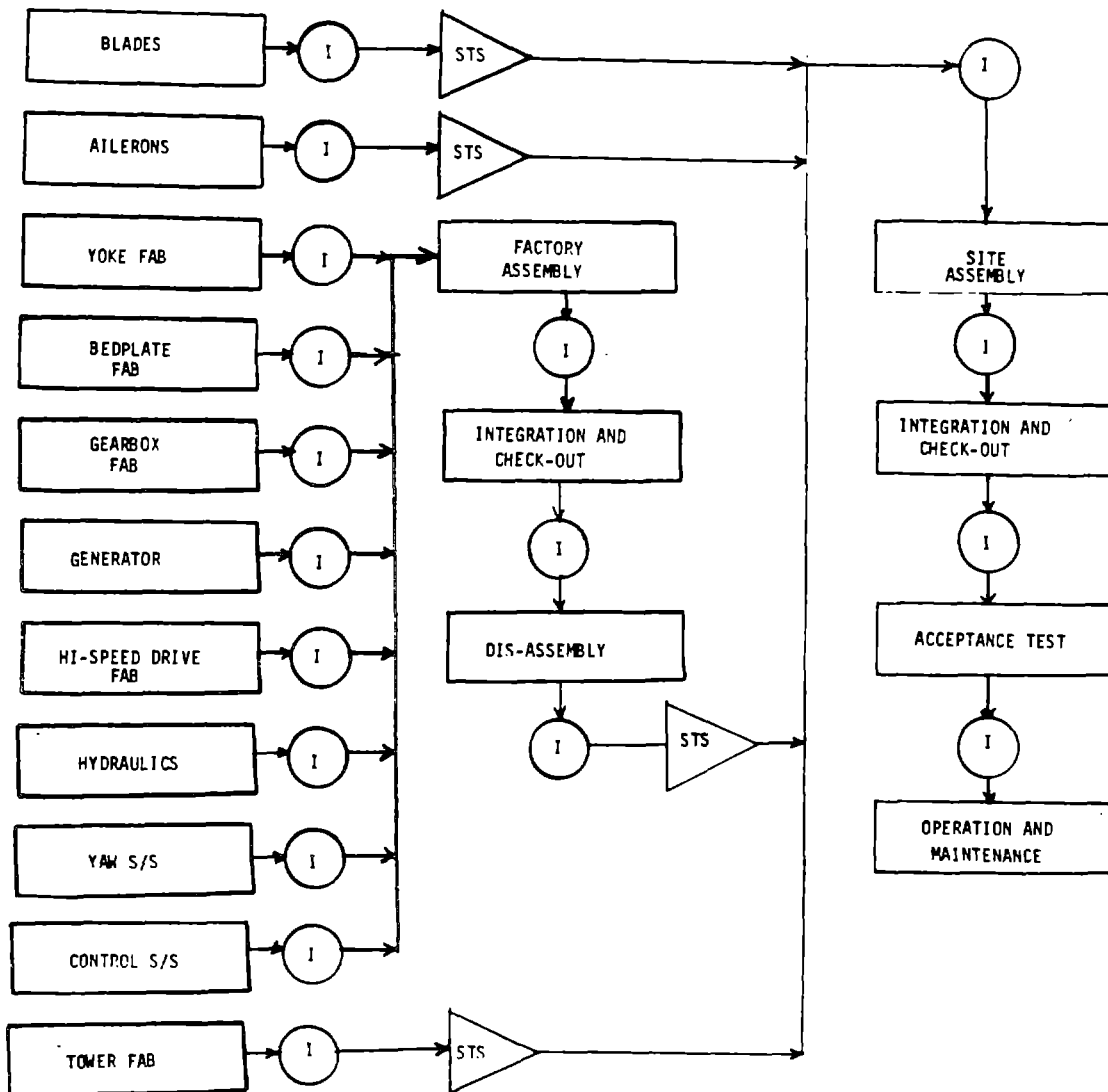 BLADES
I
STS
I
AILERONS
I
STS
YOKE FAB
I
FACTORY
ASSEMBLY
SITE
ASSEMBLY
BEDPLATE
FAB
I
I
I
GEARBOX
FAB
I
INTEGRATION AND
CHECK-OUT
INTEGRATION AND
CHECK-OUT
GENERATOR
I
I
I
HI-SPEED DRIVE
FAB
I
DIS-ASSEMBLY
ACCEPTANCE TEST
HYDRAULICS
I
I
STS
I
YAW S/S
I
OPERATION AND
MAINTENANCE
CONTROL S/S
I
TOWER FAB
I
STS